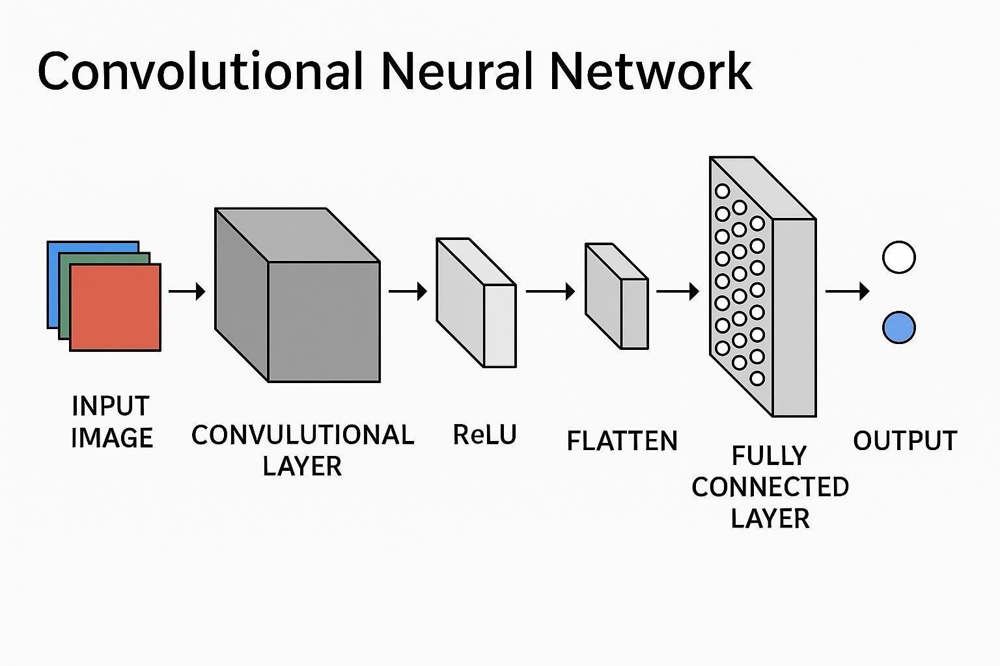 Convolutional Neural Network
INPUT
IMAGE
CONVULUTIONAL
LAYER
ReLU
FLATTEN
FULLY
CONNECTED
LAYER
OUTPUT